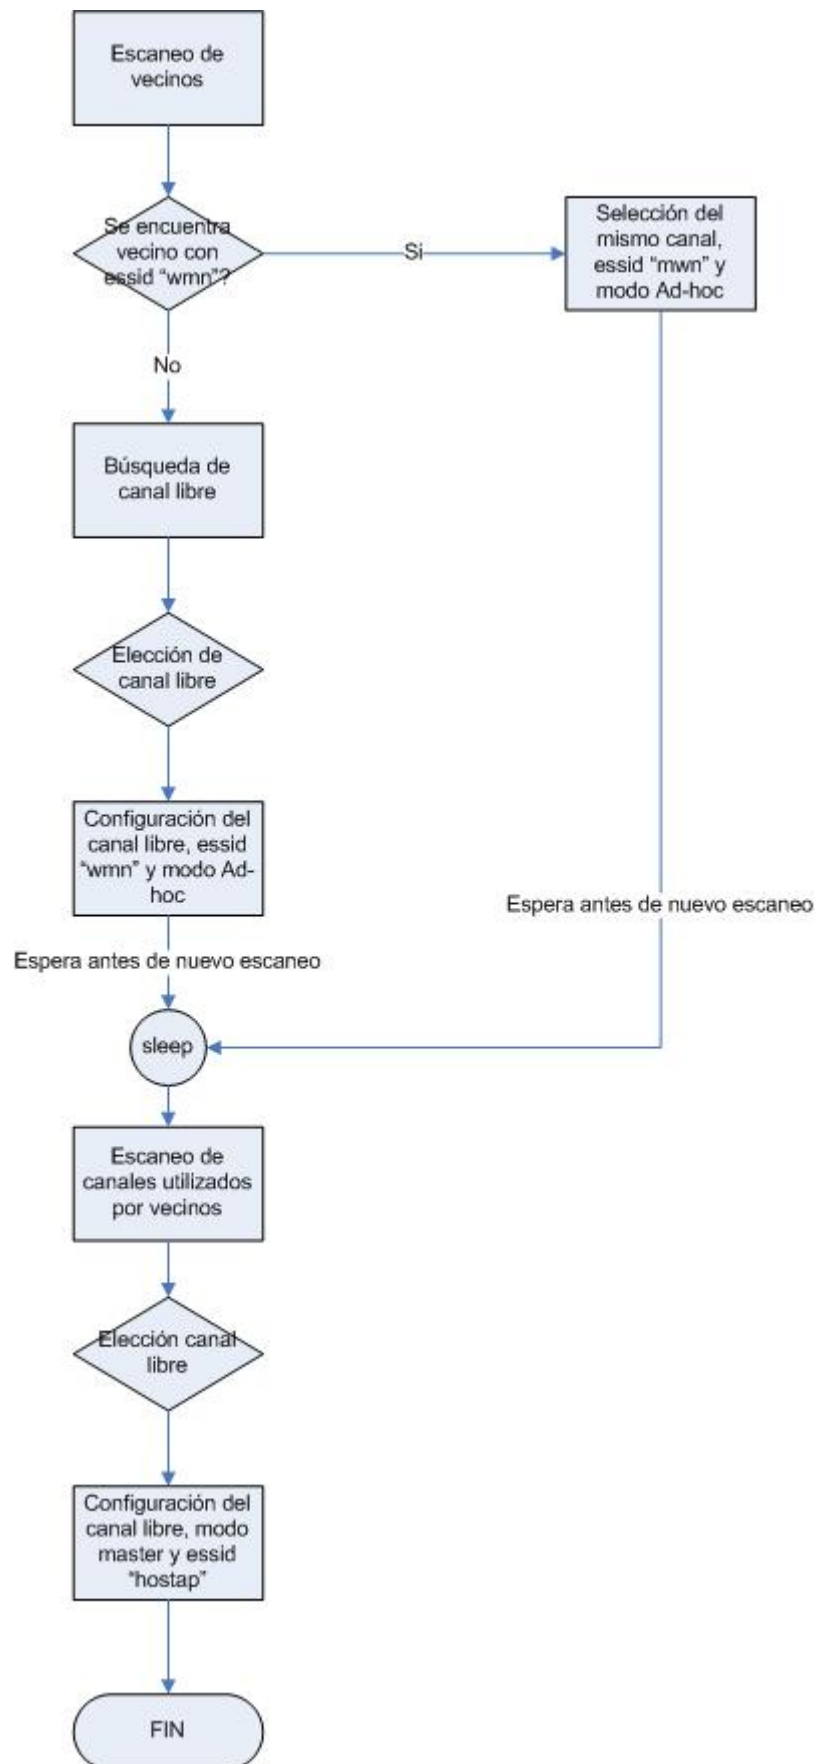 Escaneo de
vecinos
Se encuentra
vecino con
essid “wmn”?
Si
Selección del
mismo canal,
essid “mwn” y
modo Ad-hoc
No
Búsqueda de
canal libre
Elección de
canal libre
Configuración del
canal libre, essid
“wmn” y modo Ad-
hoc
Espera antes de nuevo escaneo
Espera antes de nuevo escaneo
sleep
Escaneo de
canales utilizados
por vecinos
Elección canal
libre
Configuración del
canal libre, modo
master y essid
“hostap”
FIN